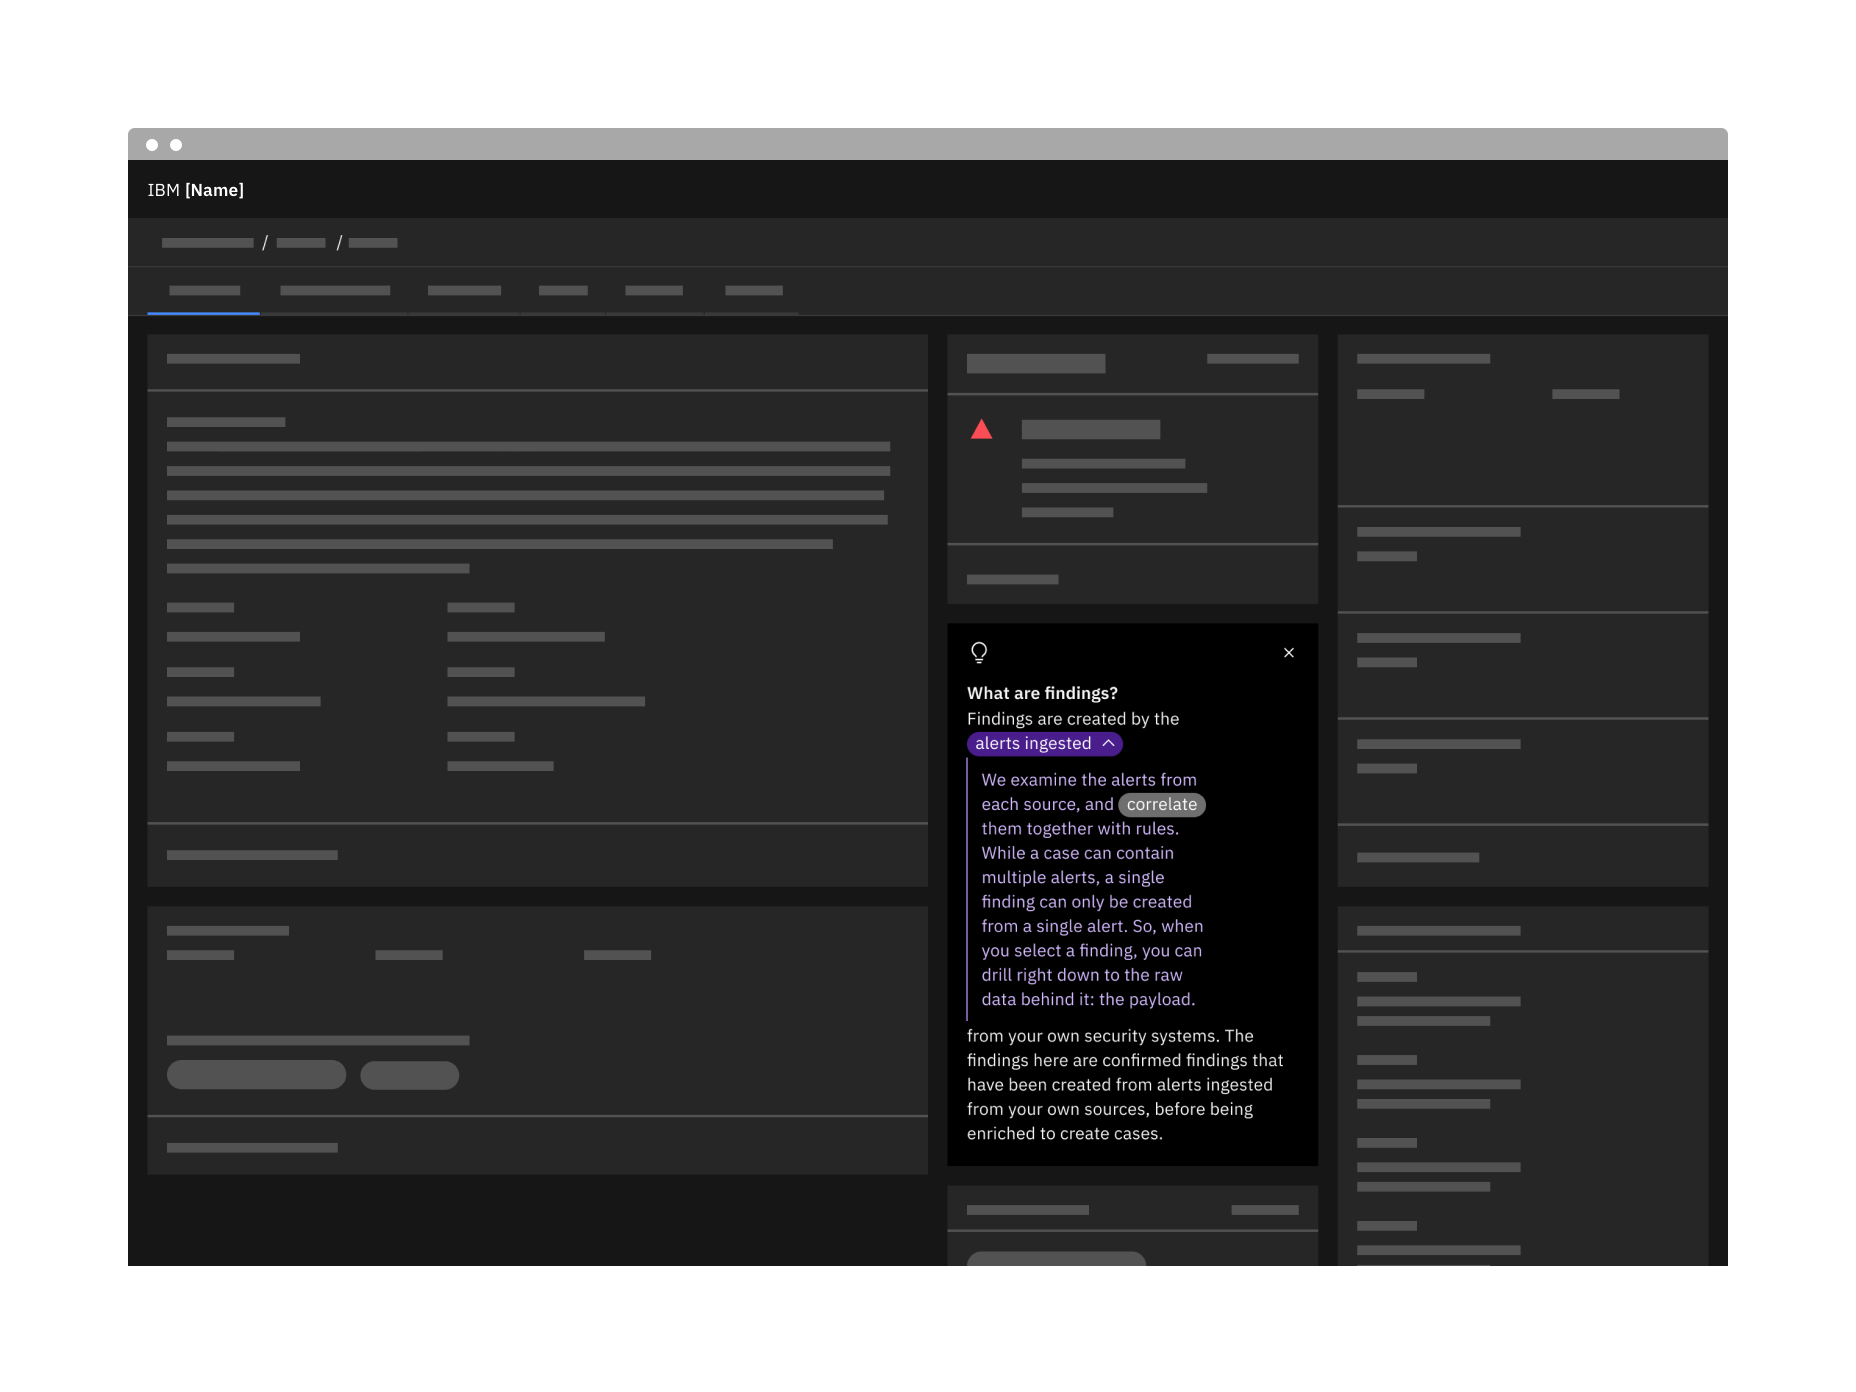 IBM [Name]
/ /
What are findings?
Findings are created by the
alerts ingested
We examine the alerts from
each source, and correlate
them together with rules.
While a case can contain
multiple alerts, a single
finding can only be created
from a single alert. So, when
you select a finding, you can
drill right down to the raw
data behind it: the payload.
from your own security systems. The
findings here are confirmed findings that
have been created from alerts ingested
from your own sources, before being
enriched to create cases.